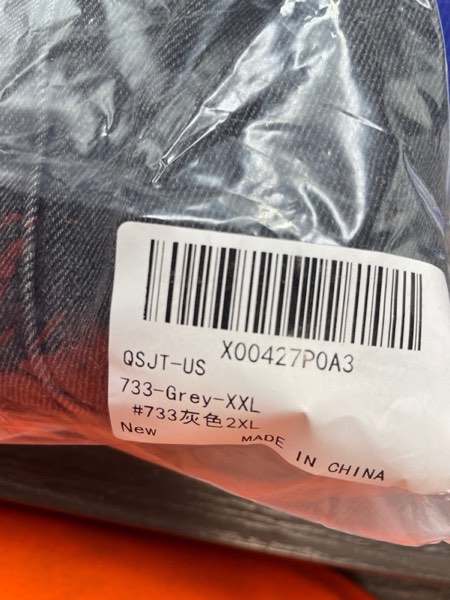 X00427P0A3
QSJT-US
733-Grey-XXL
#733灰色2XL
New
MADE IN CHINA